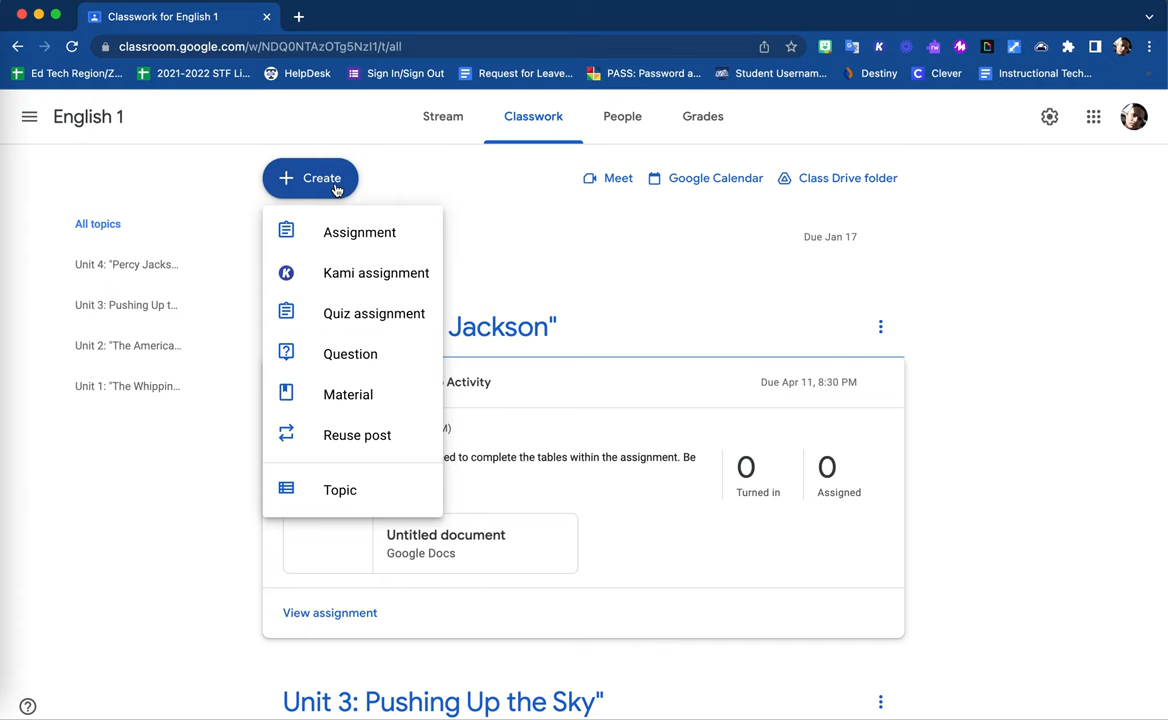 Classwork for English 1
classroom.google.com/w/NDQ0NTAzOTg5NzI1/t/all
Ed Tech Region/Z...
2021-2022 STF Li...
HelpDesk
Sign In/Sign Out
Request for Leave...
PASS: Password a...
Student Usernam...
Destiny
Clever
Instructional Tech...
English 1
Stream
Classwork
People
Grades
Create
Meet
Google Calendar
Class Drive folder
All topics
Unit 4: "Percy Jacks...
Unit 3: Pushing Up t...
Unit 2: "The America...
Unit 1: "The Whippin...
Assignment
Kami assignment
Quiz assignment
Question
Material
Reuse post
Topic
Due Jan 17
Jackson"
Activity
Due Apr 11, 8:30 PM
M)
ed to complete the tables within the assignment. Be
0
Turned in
0
Assigned
Untitled document
Google Docs
View assignment
Unit 3: Pushing Up the Sky"